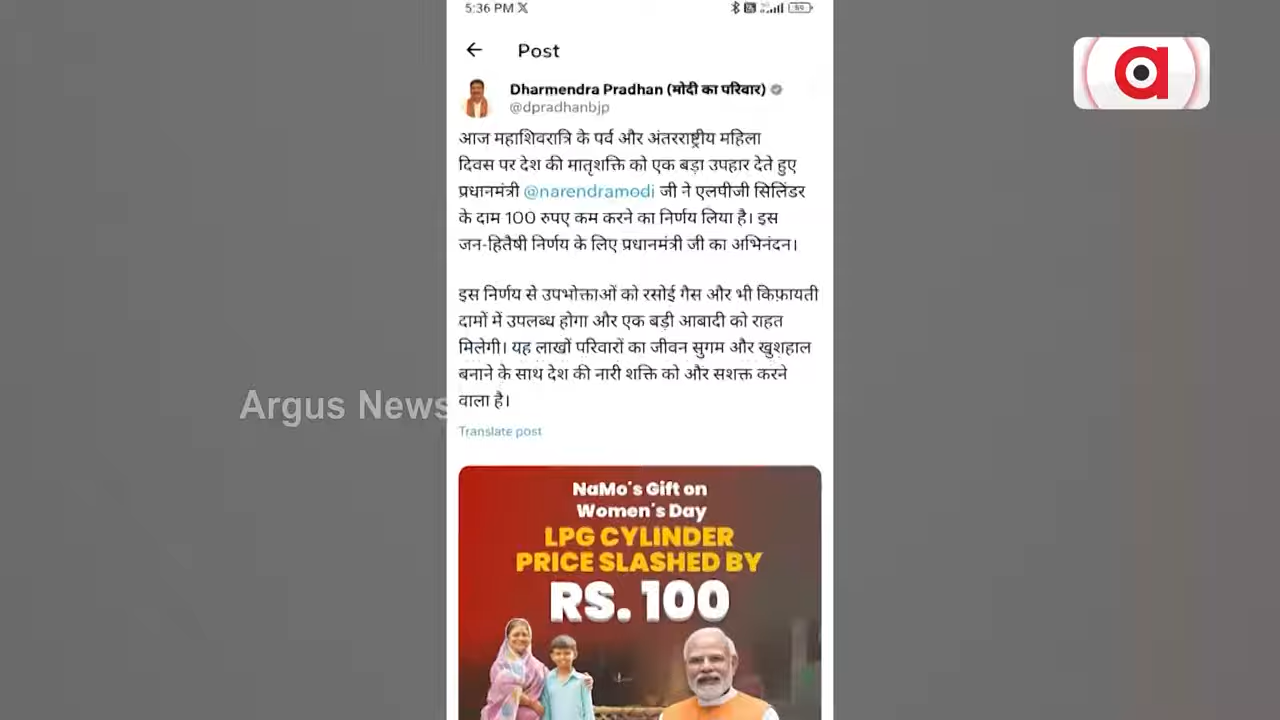 5:36 PM X
Post
Dharmendra Pradhan (मोदी का परिवार)
@dpradhanbjp
आज महाशिवरात्रि के पर्व और अंतरराष्ट्रीय महिला
दिवस पर देश की मातृशक्ति को एक बड़ा उपहार देते हुए
प्रधानमंत्री @narendramodi जी ने एलपीजी सिलिंडर
के दाम 100 रुपए कम करने का निर्णय लिया है। इस
जन-हितैषी निर्णय के लिए प्रधानमंत्री जी का अभिनंदन।
इस निर्णय से उपभोक्ताओं को रसोई गैस और भी किफ़ायती
दामों में उपलब्ध होगा और एक बड़ी आबादी को राहत
मिलेगी। यह लाखों परिवारों का जीवन सुगम और खुशहाल
बनाने के साथ देश की नारी शक्ति को और सशक्त करने
वाला है।
Translate post
NaMo's Gift on
Women's Day
LPG CYLINDER
PRICE SLASHED BY
RS. 100
Argus News
a